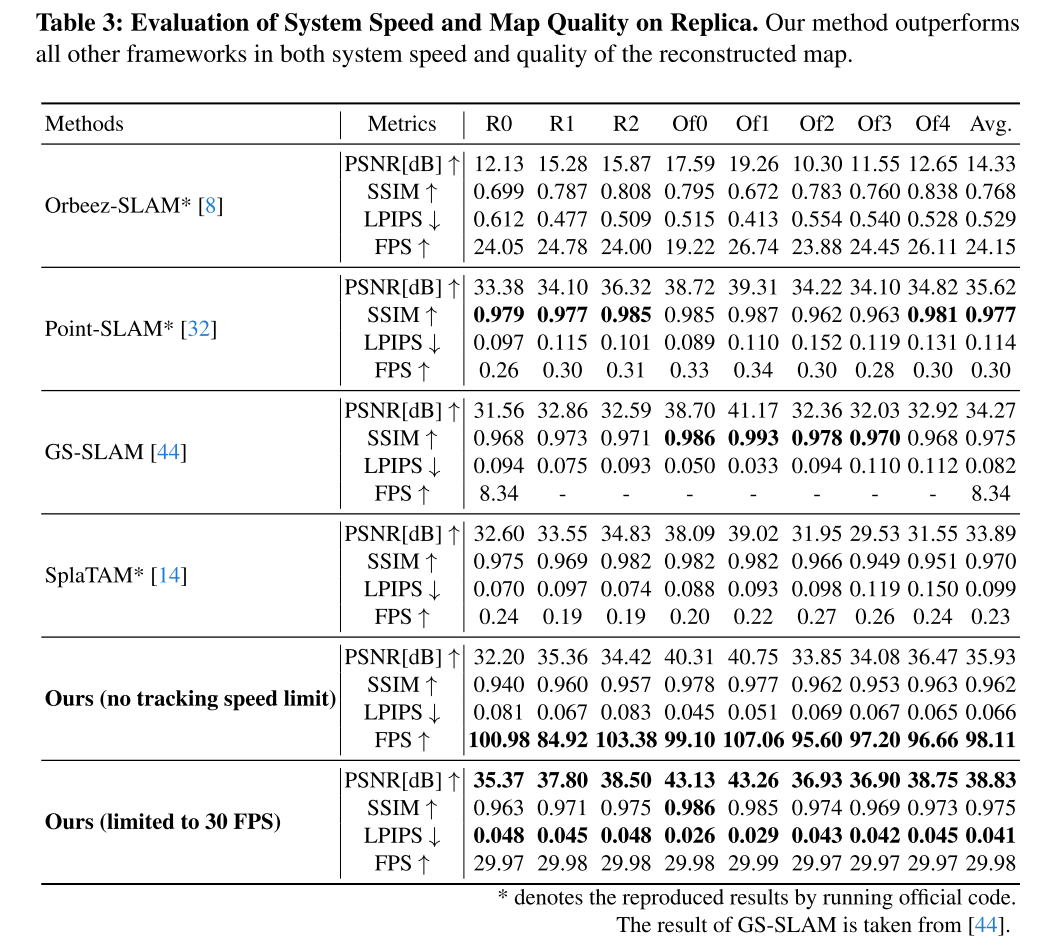 Table 3: Evaluation of System Speed and Map Quality on Replica. Our method outperforms
all other frameworks in both system speed and quality of the reconstructed map.
Methods Metrics R0 R1 R2 Of0 Of1 Of2 Of3 Of4 Avg.
PSNR[dB] ↑ 12.13 15.28 15.87 17.59 19.26 10.30 11.55 12.65 14.33
SSIM ↑ 0.699 0.787 0.808 0.795 0.672 0.783 0.760 0.838 0.768
Orbeez-SLAM* [8]
LPIPS ↓ 0.612 0.477 0.509 0.515 0.413 0.554 0.540 0.528 0.529
FPS ↑ 24.05 24.78 24.00 19.22 26.74 23.88 24.45 26.11 24.15
PSNR[dB] ↑ 33.38 34.10 36.32 38.72 39.31 34.22 34.10 34.82 35.62
SSIM ↑ 0.979 0.977 0.985 0.985 0.987 0.962 0.963 0.981 0.977
Point-SLAM* [32]
LPIPS ↓ 0.097 0.115 0.101 0.089 0.110 0.152 0.119 0.131 0.114
FPS ↑ 0.26 0.30 0.31 0.33 0.34 0.30 0.28 0.30 0.30
PSNR[dB] ↑ 31.56 32.86 32.59 38.70 41.17 32.36 32.03 32.92 34.27
SSIM ↑ 0.968 0.973 0.971 0.986 0.993 0.978 0.970 0.968 0.975
GS-SLAM [44]
LPIPS ↓ 0.094 0.075 0.093 0.050 0.033 0.094 0.110 0.112 0.082
FPS ↑ 8.34 - - - - - - - 8.34
PSNR[dB] ↑ 32.60 33.55 34.83 38.09 39.02 31.95 29.53 31.55 33.89
SSIM ↑ 0.975 0.969 0.982 0.982 0.982 0.966 0.949 0.951 0.970
SplaTAM* [14]
LPIPS ↓ 0.070 0.097 0.074 0.088 0.093 0.098 0.119 0.150 0.099
FPS ↑ 0.24 0.19 0.19 0.20 0.22 0.27 0.26 0.24 0.23
PSNR[dB] ↑ 32.20 35.36 34.42 40.31 40.75 33.85 34.08 36.47 35.93
SSIM ↑ 0.940 0.960 0.957 0.978 0.977 0.962 0.953 0.963 0.962
Ours (no tracking speed limit)
LPIPS ↓ 0.081 0.067 0.083 0.045 0.051 0.069 0.067 0.065 0.066
FPS ↑ 100.98 84.92 103.38 99.10 107.06 95.60 97.20 96.66 98.11
PSNR[dB] ↑ 35.37 37.80 38.50 43.13 43.26 36.93 36.90 38.75 38.83
SSIM ↑ 0.963 0.971 0.975 0.986 0.985 0.974 0.969 0.973 0.975
Ours (limited to 30 FPS)
LPIPS ↓ 0.048 0.045 0.048 0.026 0.029 0.043 0.042 0.045 0.041
FPS ↑ 29.97 29.98 29.98 29.98 29.99 29.97 29.97 29.97 29.98
* denotes the reproduced results by running official code.
The result of GS-SLAM is taken from [44].